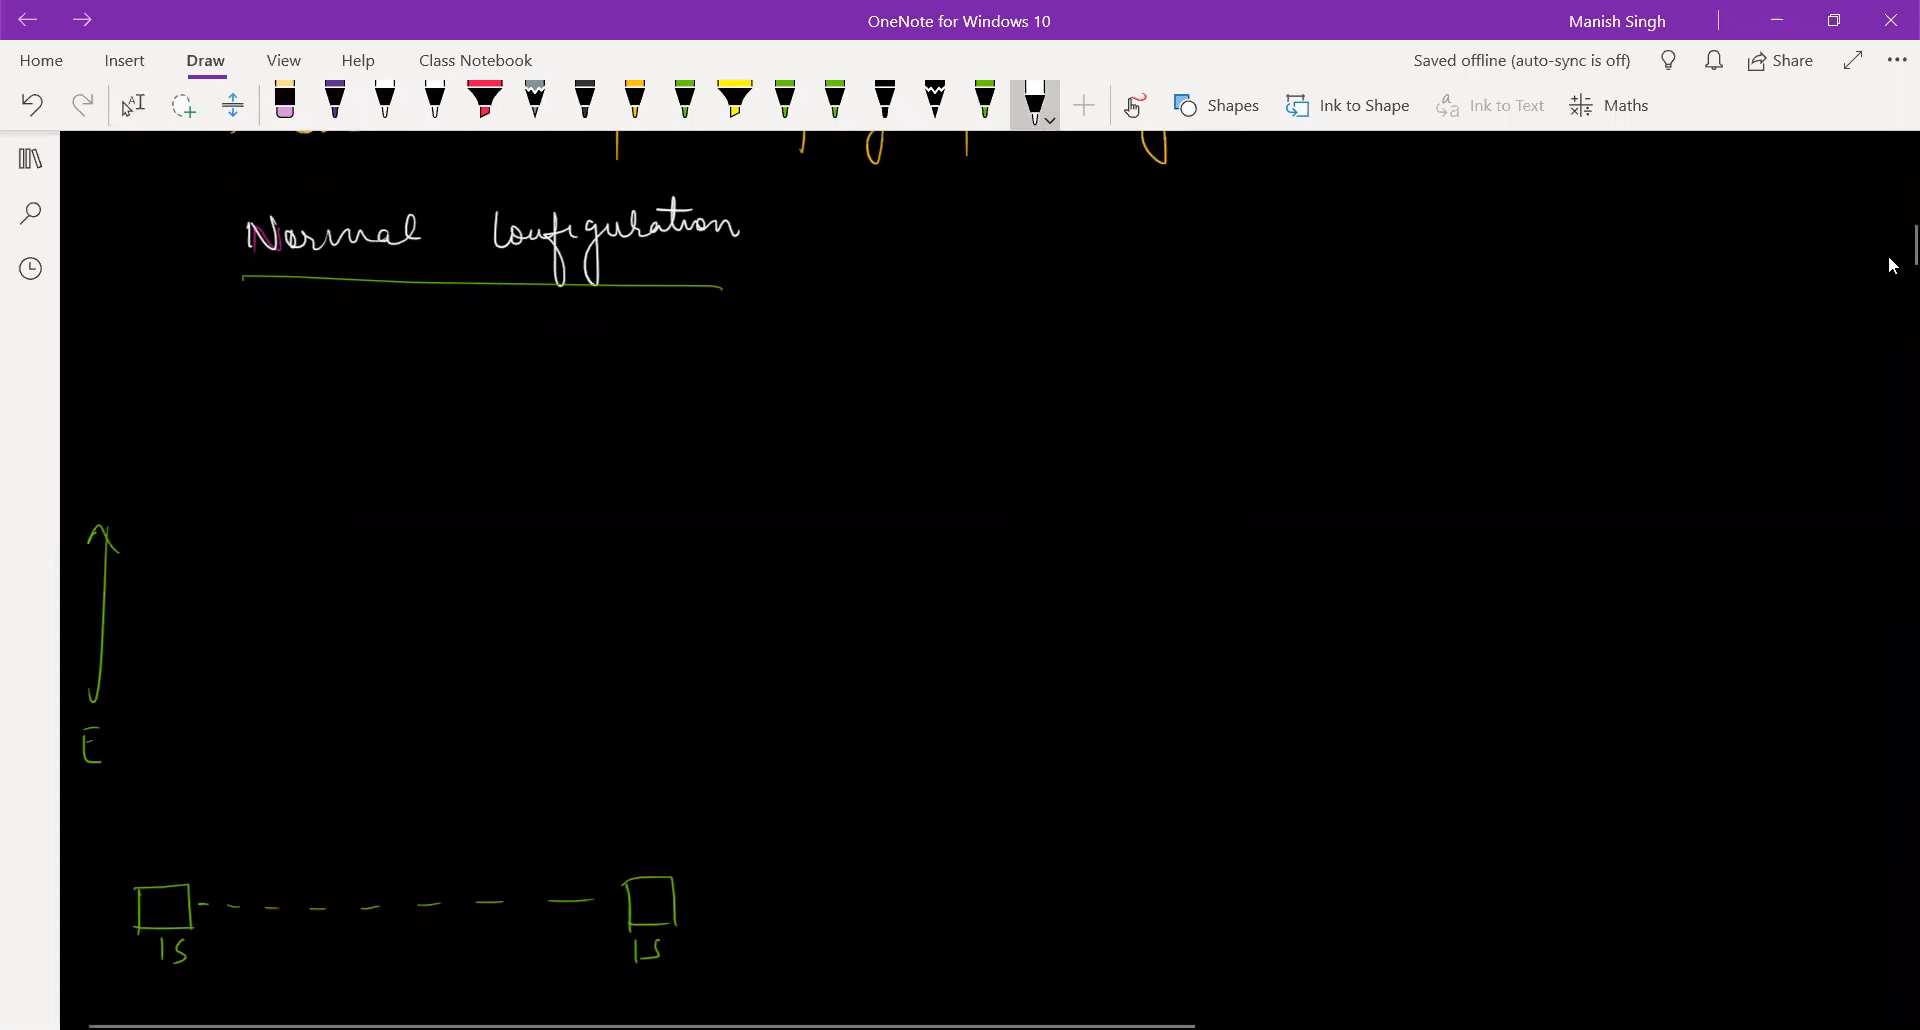 OneNote for Windows 10
Manish Singh
Home Insert Draw View Help Class Notebook
Saved offline (auto-sync is off) Share
Shapes Ink to Shape Ink to Text Maths
Normal Configuration
E
1S 1S